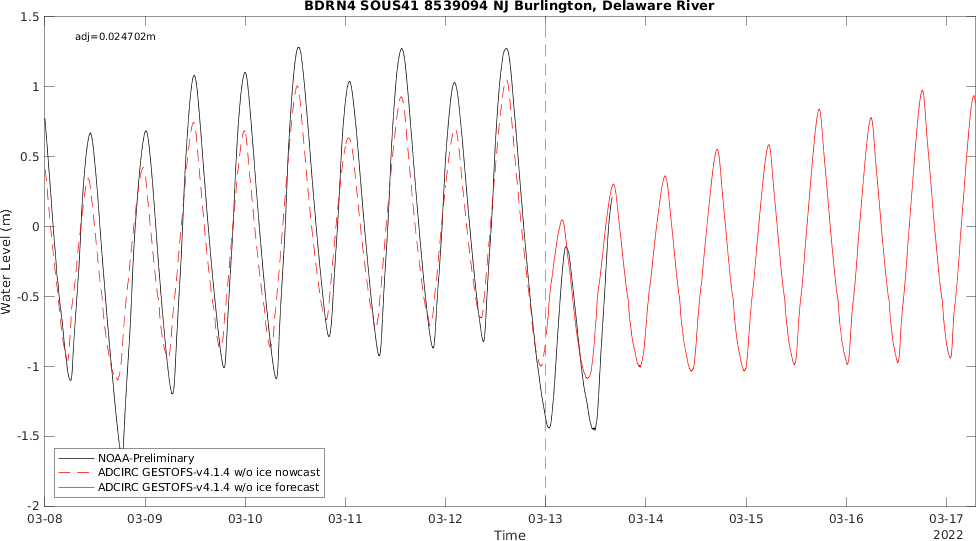 BDRN4 SOUS41 8539094 NJ Burlington, Delaware River
adj=0.024702m
1.5
1
0.5
0
-0.5
-1
-1.5
-2
Water Level (m)
NOAA-Preliminary
ADCIRC GESTOFS-v4.1.4 w/o ice nowcast
ADCIRC GESTOFS-v4.1.4 w/o ice forecast
03-08 03-09 03-10 03-11 03-12 03-13 03-14 03-15 03-16 03-17
Time
2022